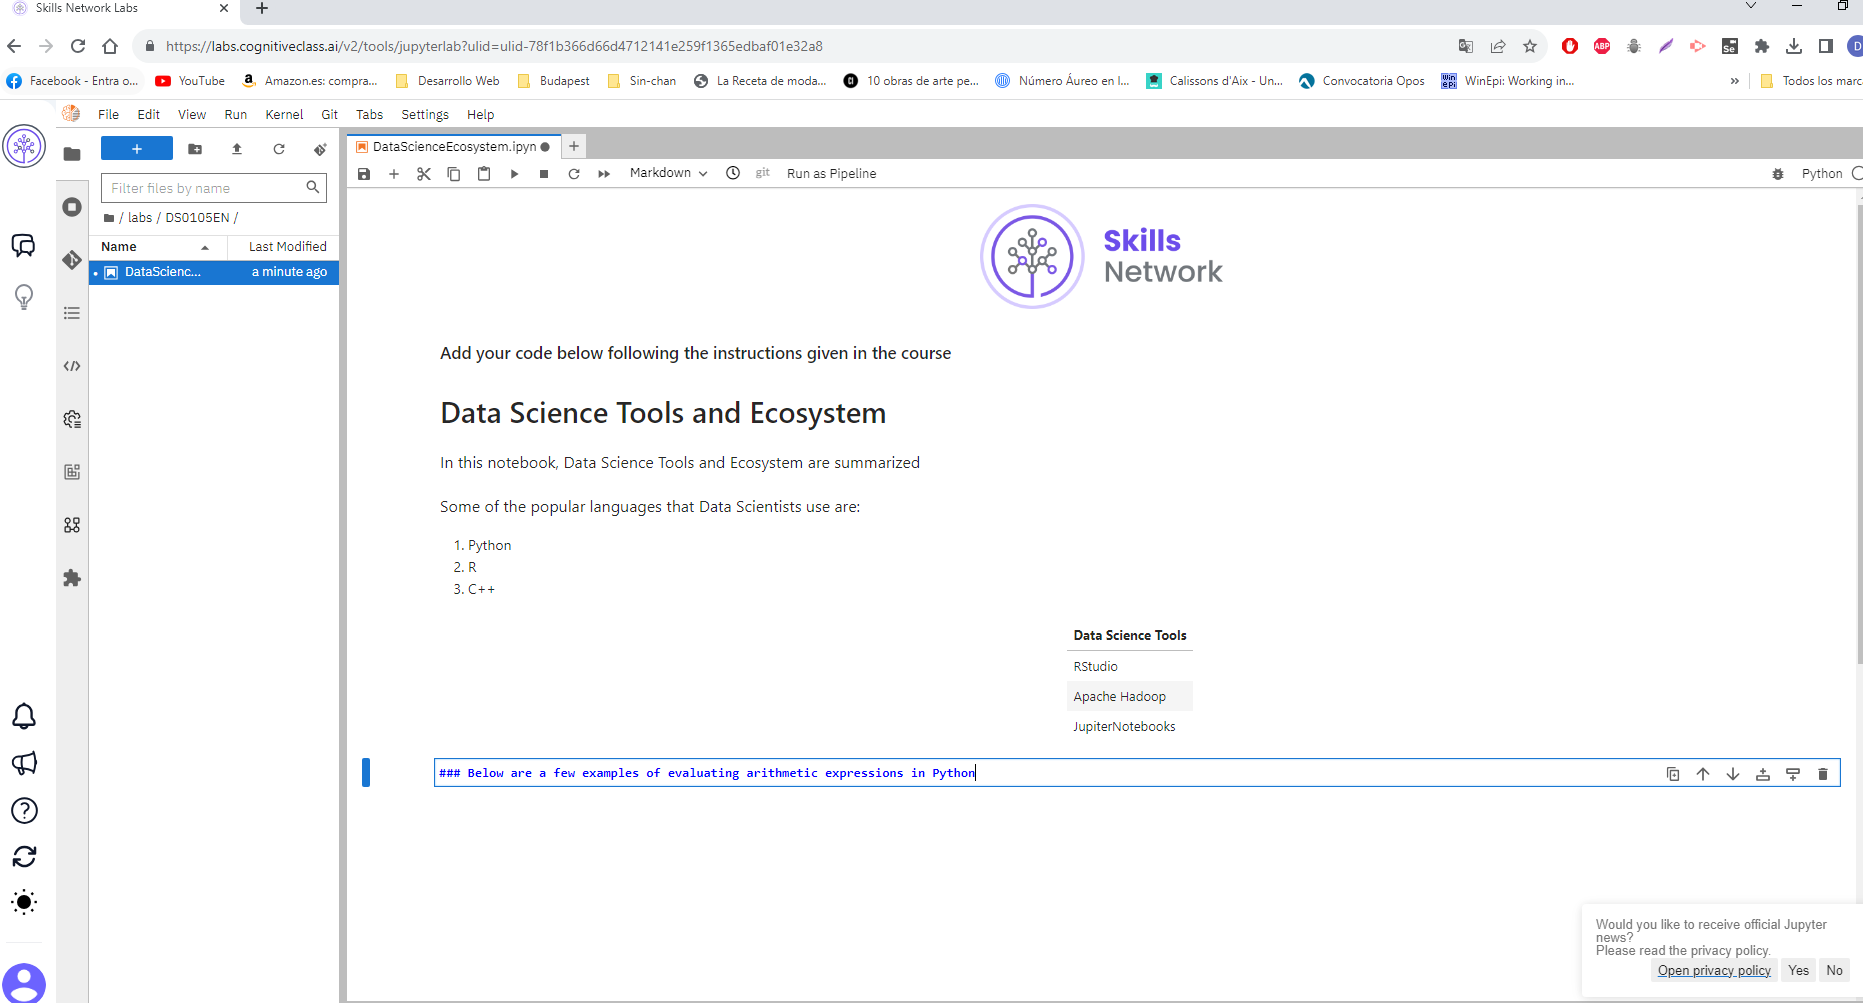 Skills Network Labs
https://labs.cognitiveclass.ai/v2/tools/jupyterlab?ulid=ulid-78f1b366d66d4712141e259f1365edbaf01e32a8
ABP
Se
D
Facebook - Entra o...
YouTube
Amazon.es: compra...
Desarrollo Web
Budapest
Sin-chan
La Receta de moda...
10 obras de arte pe...
Número Áureo en l...
Calissons d'Aix - Un...
Convocatoria Opos
WinEpi: Working in...
»
Todos los marc
File Edit View Run Kernel Git Tabs Settings Help
DataScienceEcosystem.ipyn
Filter files by name
Markdown
git
Run as Pipeline
Python
/ labs / DS0105EN /
Name
Last Modified
DataScienc...
a minute ago
Skills
Network
Add your code below following the instructions given in the course
Data Science Tools and Ecosystem
In this notebook, Data Science Tools and Ecosystem are summarized
Some of the popular languages that Data Scientists use are:
1. Python
2. R
3. C++
Data Science Tools
RStudio
Apache Hadoop
JupiterNotebooks
### Below are a few examples of evaluating arithmetic expressions in Python
Would you like to receive official Jupyter
news?
Please read the privacy policy.
Open privacy policy
Yes
No